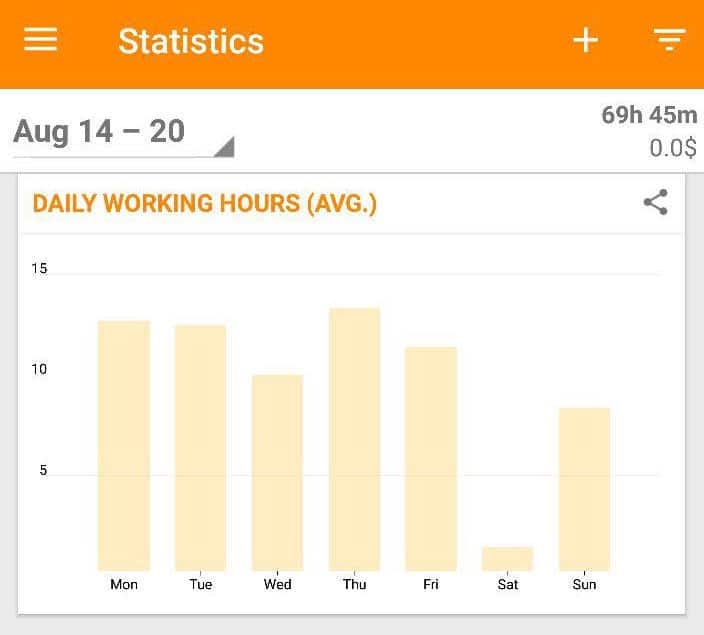 Statistics
Aug 14 – 20
69h 45m
0.0$
DAILY WORKING HOURS (AVG.)
15
10
5
Mon Tue Wed Thu Fri Sat Sun